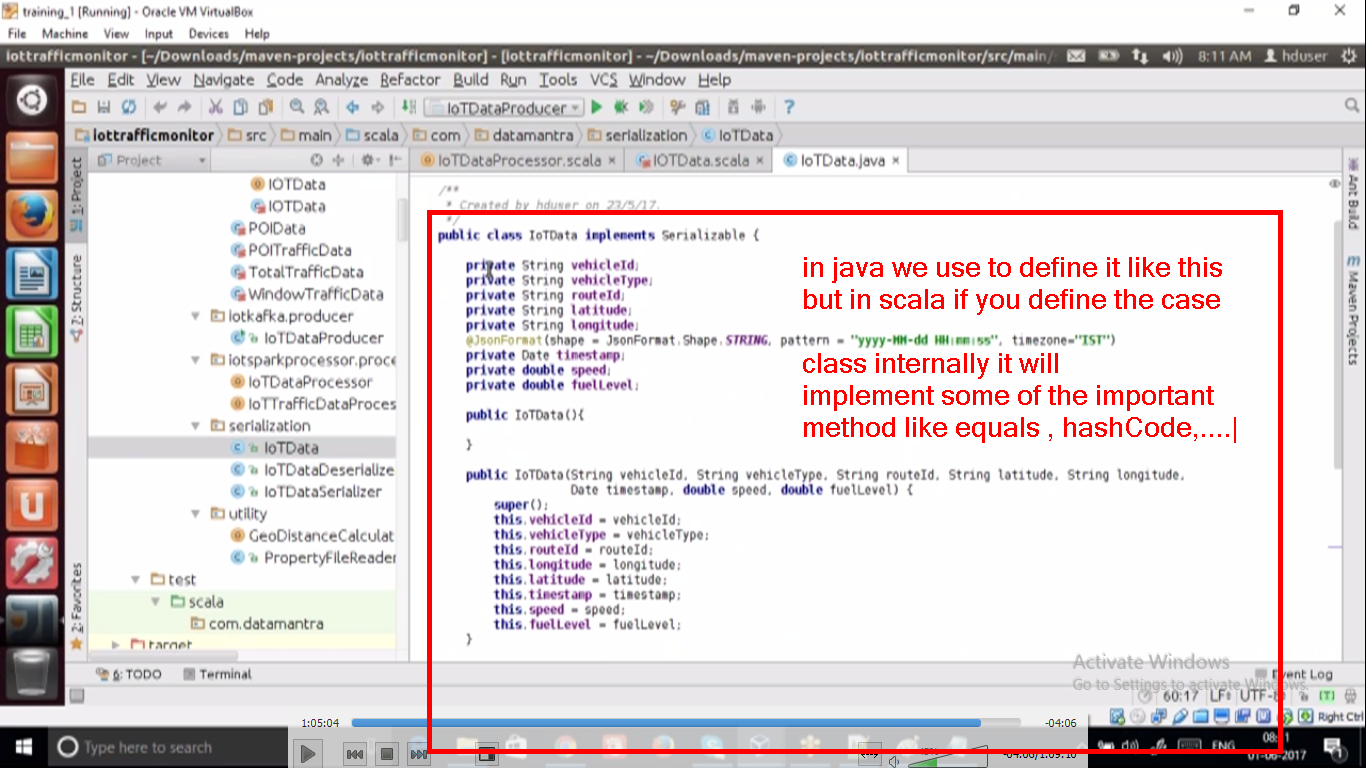 training_1 [Running] - Oracle VM VirtualBox
File Machine View Input Devices Help
iottrafficmonitor - [~/Downloads/maven-projects/iottrafficmonitor] - [iottrafficmonitor] - ~/Downloads/maven-projects/iottrafficmonitor/src/main/s
8:11 AM hduser
File Edit View Navigate Code Analyze Refactor Build Run Tools VCS Window Help
IoTDataProducer
iottrafficmonitor src main scala com datamantra serialization IoTData
Project
IoTDataProcessor.scala × IOTData.scala × IoTData.java ×
1: Project
Z: Structure
2: Favorites
Ant Build
m Maven Projects
IOTData
IOTData
POIData
POITrafficData
TotalTrafficData
WindowTrafficData
iotkafka.producer
IoTDataProducer
iotsparkprocessor.proce
IoTDataProcessor
IoTTrafficDataProces
serialization
IoTData
IoTDataDeserialize
IoTDataSerializer
utility
GeoDistanceCalculat
PropertyFileReader
test
scala
com.datamantra
target
/**
* Created by hduser on 23/5/17.
*/
public class IoTData implements Serializable {
private String vehicleId;
private String vehicleType;
private String routeId;
private String latitude;
private String longitude;
@JsonFormat(shape = JsonFormat.Shape.STRING, pattern = "yyyy-MM-dd HH:mm:ss", timezone="IST")
private Date timestamp;
private double speed;
private double fuelLevel;
public IoTData(){
}
public IoTData(String vehicleId, String vehicleType, String routeId, String latitude, String longitude,
Date timestamp, double speed, double fuelLevel) {
super();
this.vehicleId = vehicleId;
this.vehicleType = vehicleType;
this.routeId = routeId;
this.longitude = longitude;
this.latitude = latitude;
this.timestamp = timestamp;
this.speed = speed;
this.fuelLevel = fuelLevel;
}
in java we use to define it like this
but in scala if you define the case
class internally it will
implement some of the important
method like equals , hashCode,....|
Activate Windows
Go to Settings to activate Windows.
6: TODO Terminal
Event Log
60:17 LF÷ UTF-8
Right Ctrl
1:05:04 -04:06
Type here to search
-04:06/1:09:10
ENG
01-06-2017